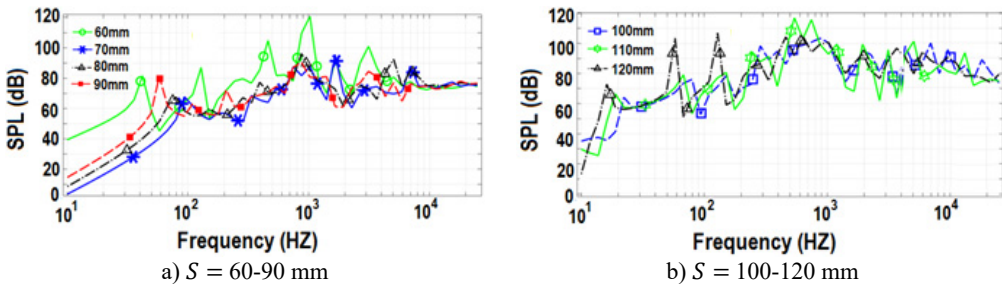 120
100
80
60
40
20
0
SPL (dB)
60mm
70mm
80mm
90mm
10^1
10^2
10^3
10^4
Frequency (HZ)
a) S = 60-90 mm
120
100
80
60
40
20
0
SPL (dB)
100mm
110mm
120mm
10^1
10^2
10^3
10^4
Frequency (HZ)
b) S = 100-120 mm